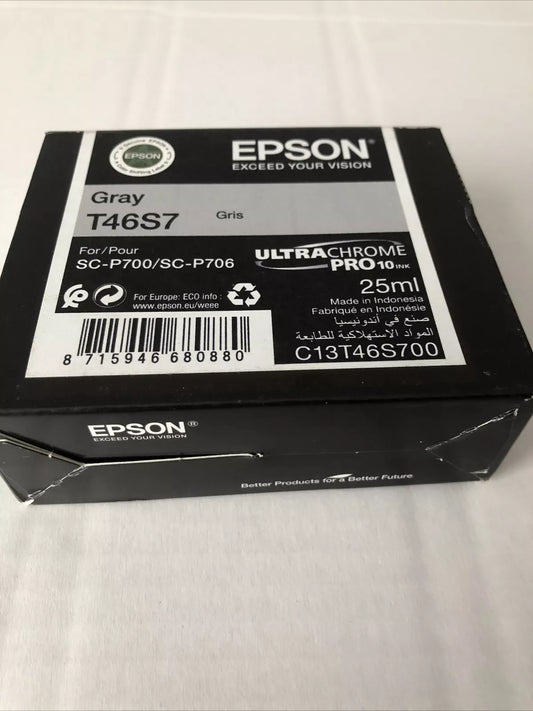 EPSON
EPSON®
EXCEED YOUR VISION
Gray
T46S7
Gris
For/Pour
SC-P700/SC-P706
ULTRACHROME
PRO10 INK
25ml
Made in Indonesia
Fabriqué en Indonésie
صنع في أندونيسيا
المواد الاستهلاكية للطابعة
C13T46S700
For Europe: ECO info :
www.epson.eu/weee
8 715946 680880
EPSON®
EXCEED YOUR VISION
Better Products for a Better Future